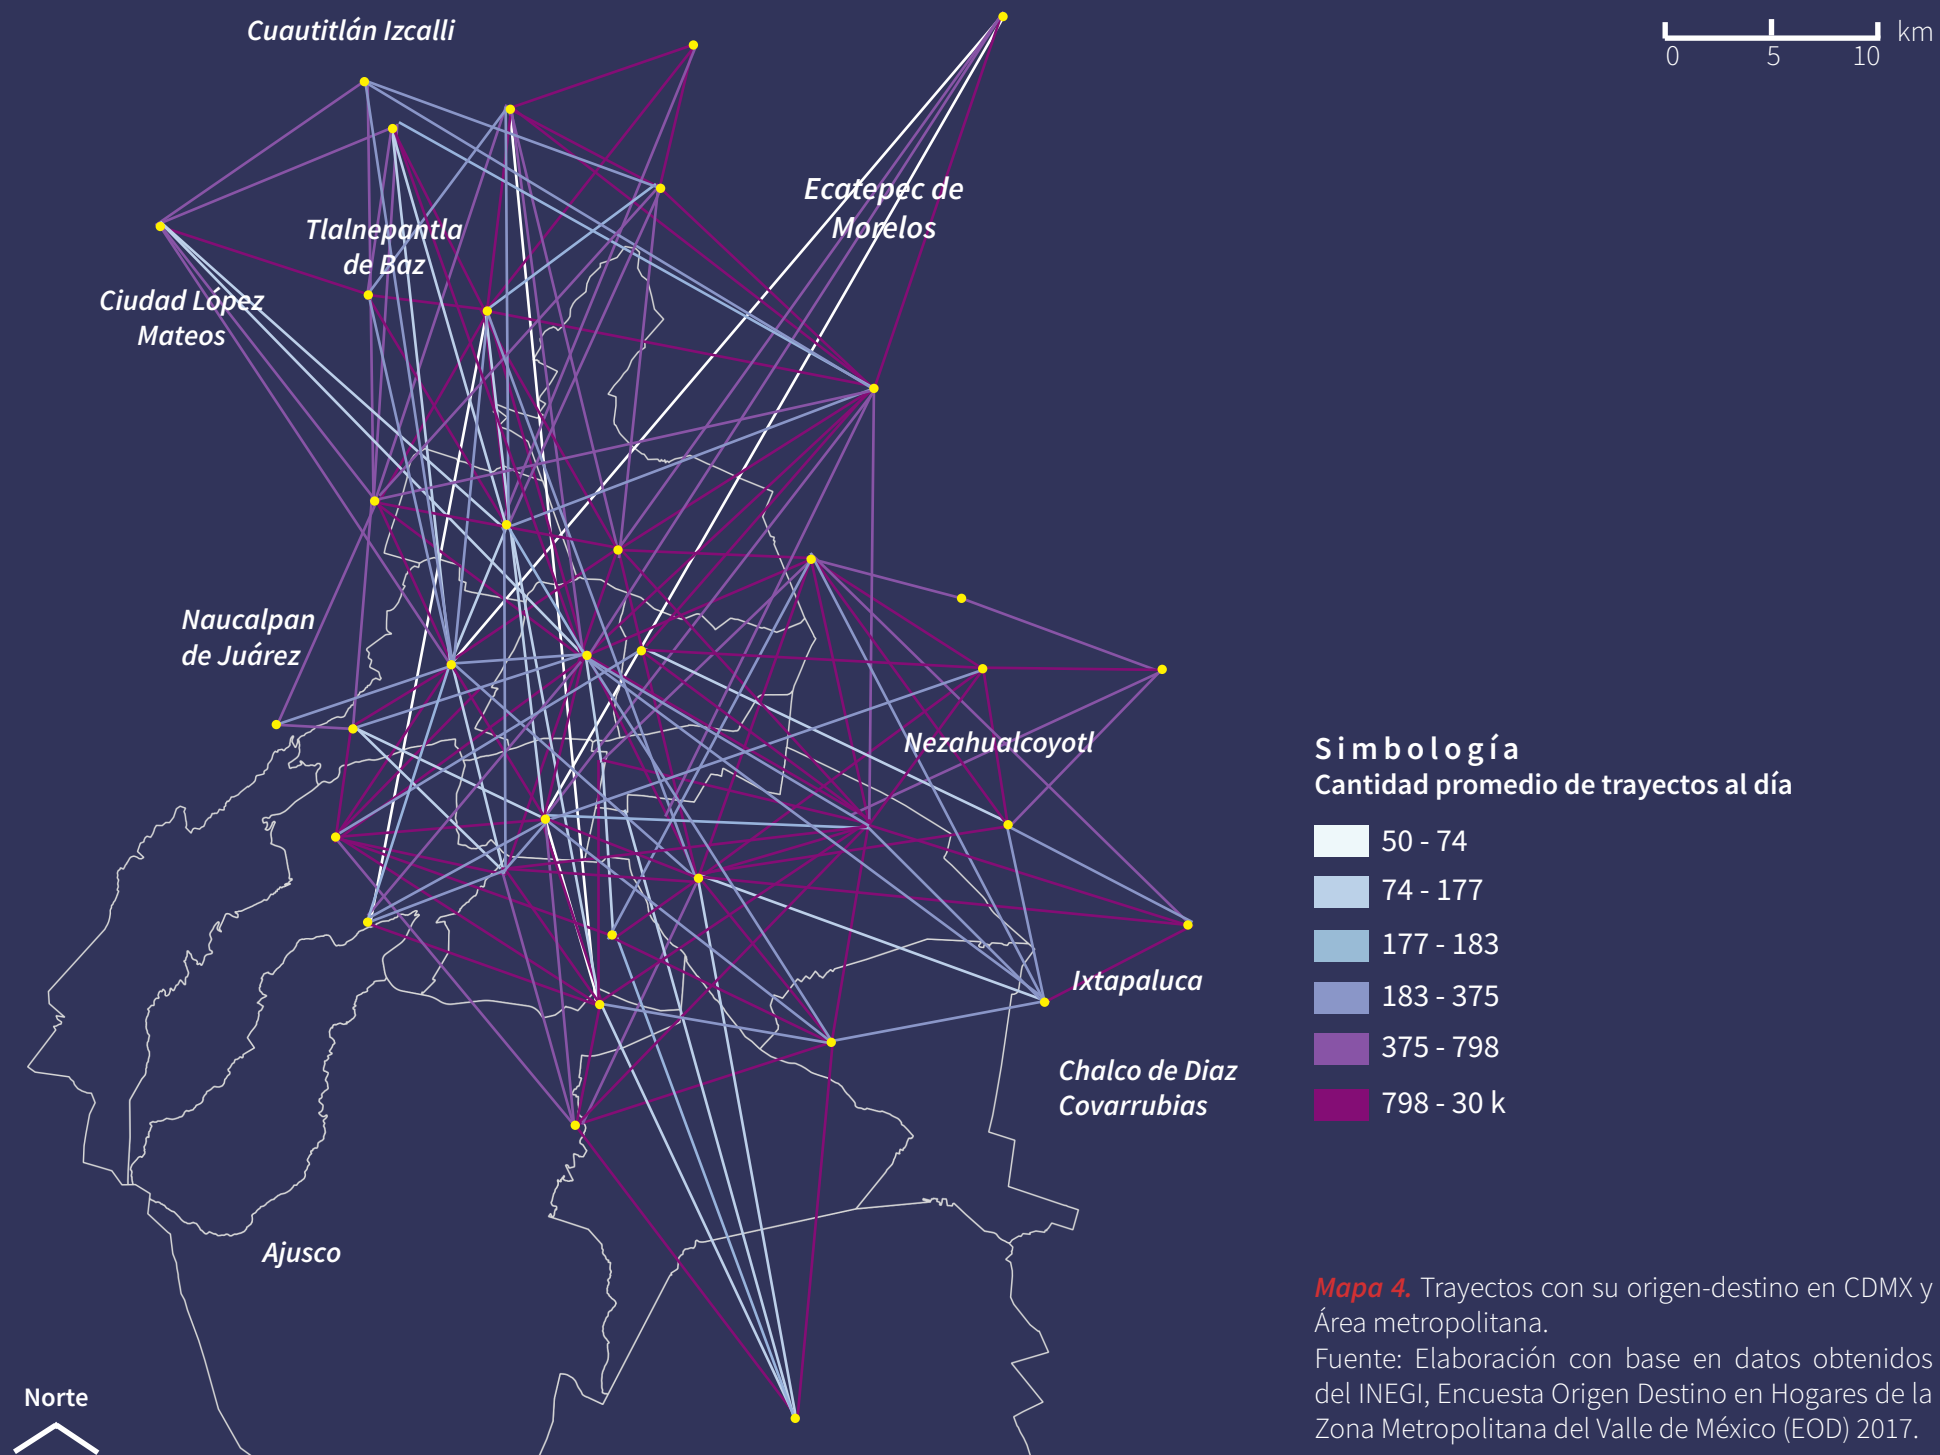 Cuautitlán Izcalli
km
0 5 10
Ecatepec de
Morelos
Tlalnepantla
de Baz
Ciudad López
Mateos
Naucalpan
de Juárez
Nezahualcoyotl
Simbología
Cantidad promedio de trayectos al día
50 - 74
74 - 177
177 - 183
183 - 375
375 - 798
798 - 30 k
Ixtapaluca
Chalco de Diaz
Covarrubias
Ajusco
Mapa 4. Trayectos con su origen-destino en CDMX y
Área metropolitana.
Fuente: Elaboración con base en datos obtenidos
del INEGI, Encuesta Origen Destino en Hogares de la
Zona Metropolitana del Valle de México (EOD) 2017.
Norte